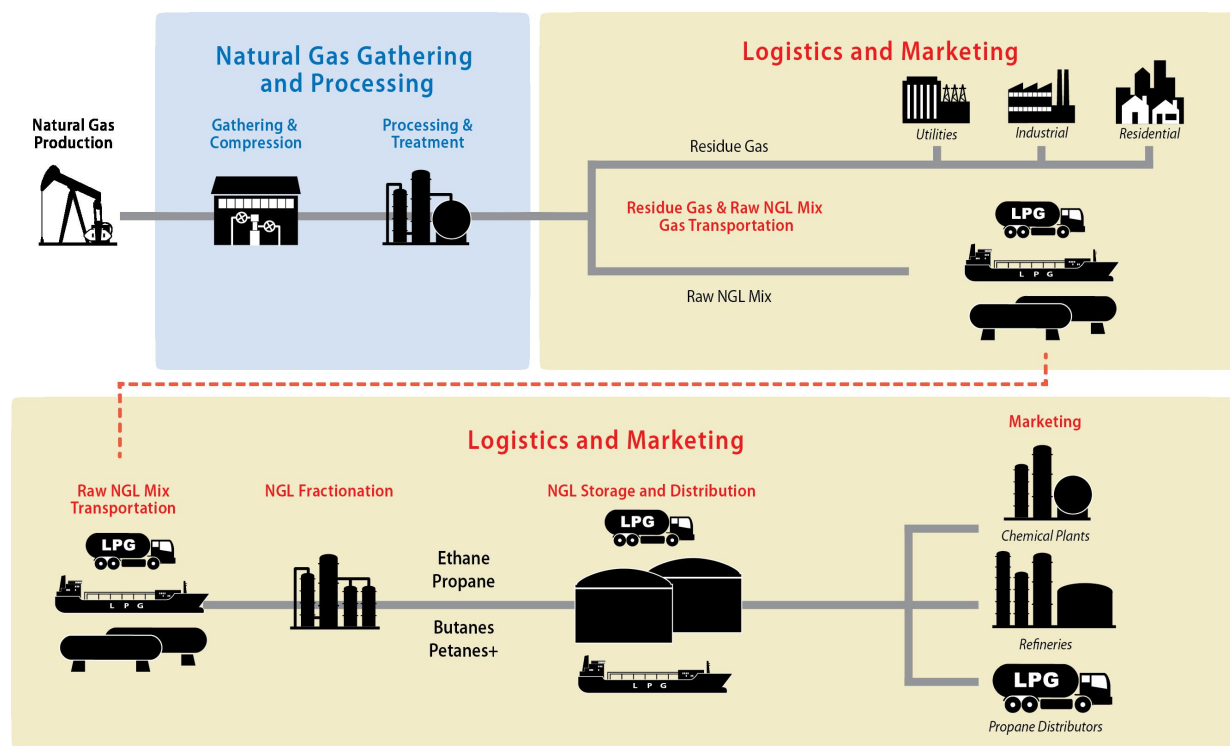 Natural Gas Gathering
and Processing
Logistics and Marketing
Natural Gas
Production
Gathering &
Compression
Processing &
Treatment
Utilities
Industrial
Residential
Residue Gas
Residue Gas & Raw NGL Mix
Gas Transportation
LPG
L P G
Raw NGL Mix
Logistics and Marketing
Marketing
Raw NGL Mix
Transportation
NGL Fractionation
NGL Storage and Distribution
LPG
LPG
Chemical Plants
Ethane
Propane
L P G
Butanes
Petanes+
Refineries
L P G
LPG
Propane Distributors